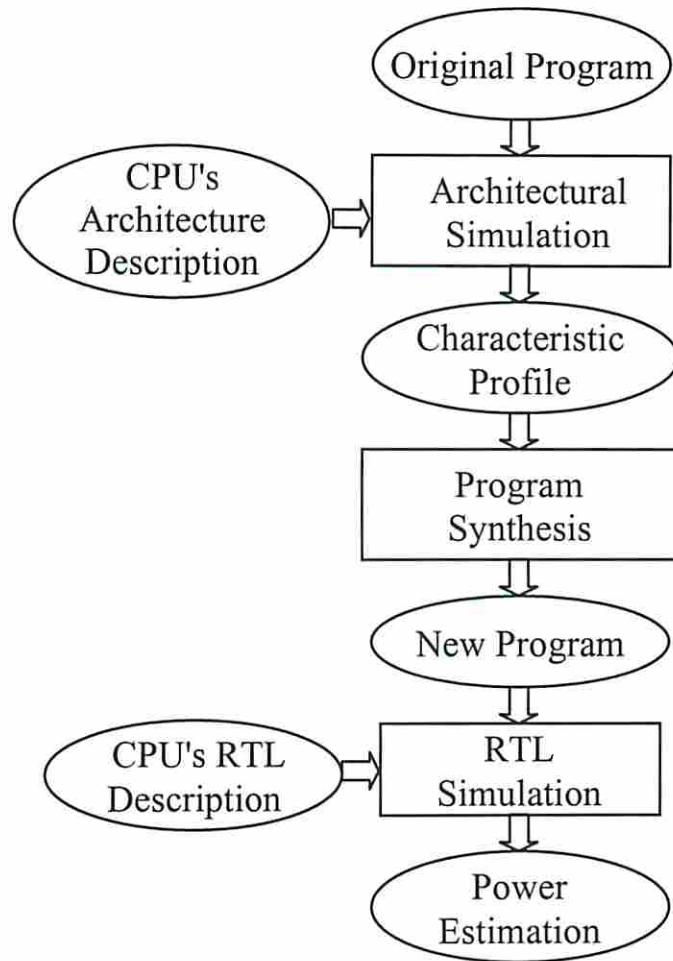 Original Program
CPU's
Architecture
Description
Architectural
Simulation
Characteristic
Profile
Program
Synthesis
New Program
CPU's RTL
Description
RTL
Simulation
Power
Estimation